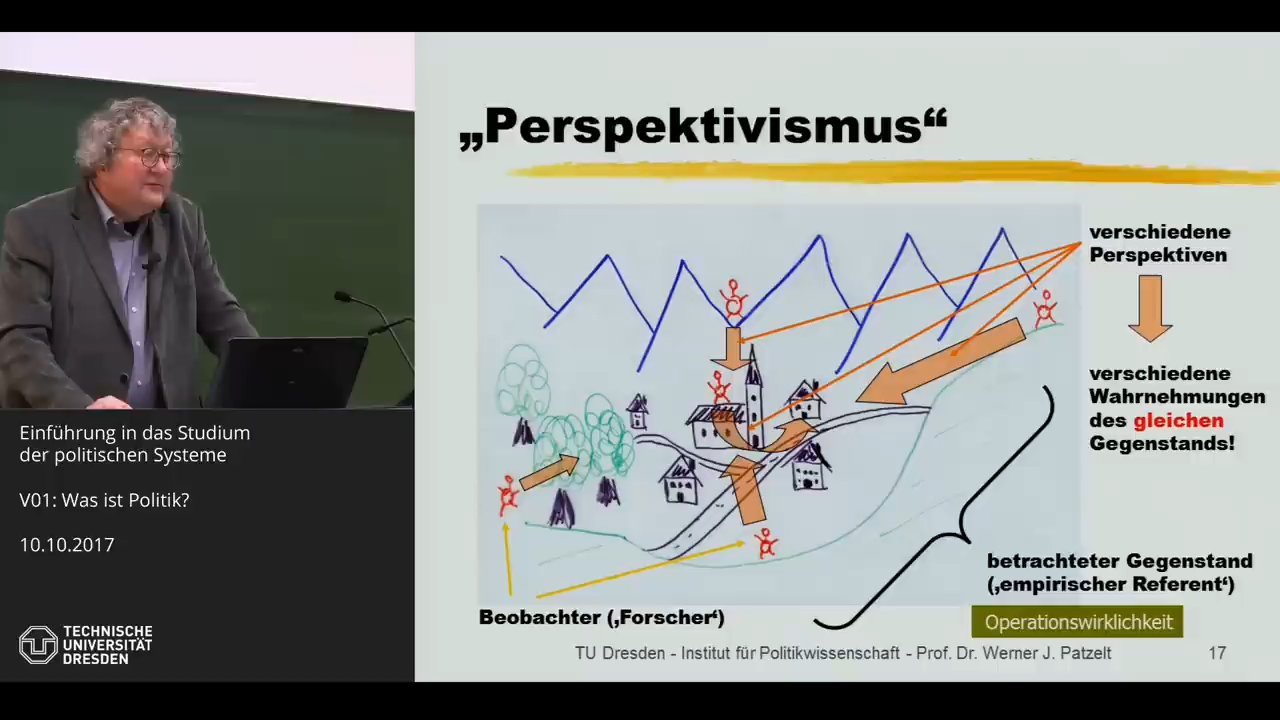 „Perspektivismus“
verschiedene
Perspektiven
verschiedene
Wahrnehmungen
des gleichen
Gegenstands!
betrachteter Gegenstand
(‚empirischer Referent‘)
Operationswirklichkeit
Beobachter (‚Forscher‘)
TU Dresden - Institut für Politikwissenschaft - Prof. Dr. Werner J. Patzelt
17
Einführung in das Studium
der politischen Systeme
V01: Was ist Politik?
10.10.2017
TECHNISCHE
UNIVERSITÄT
DRESDEN